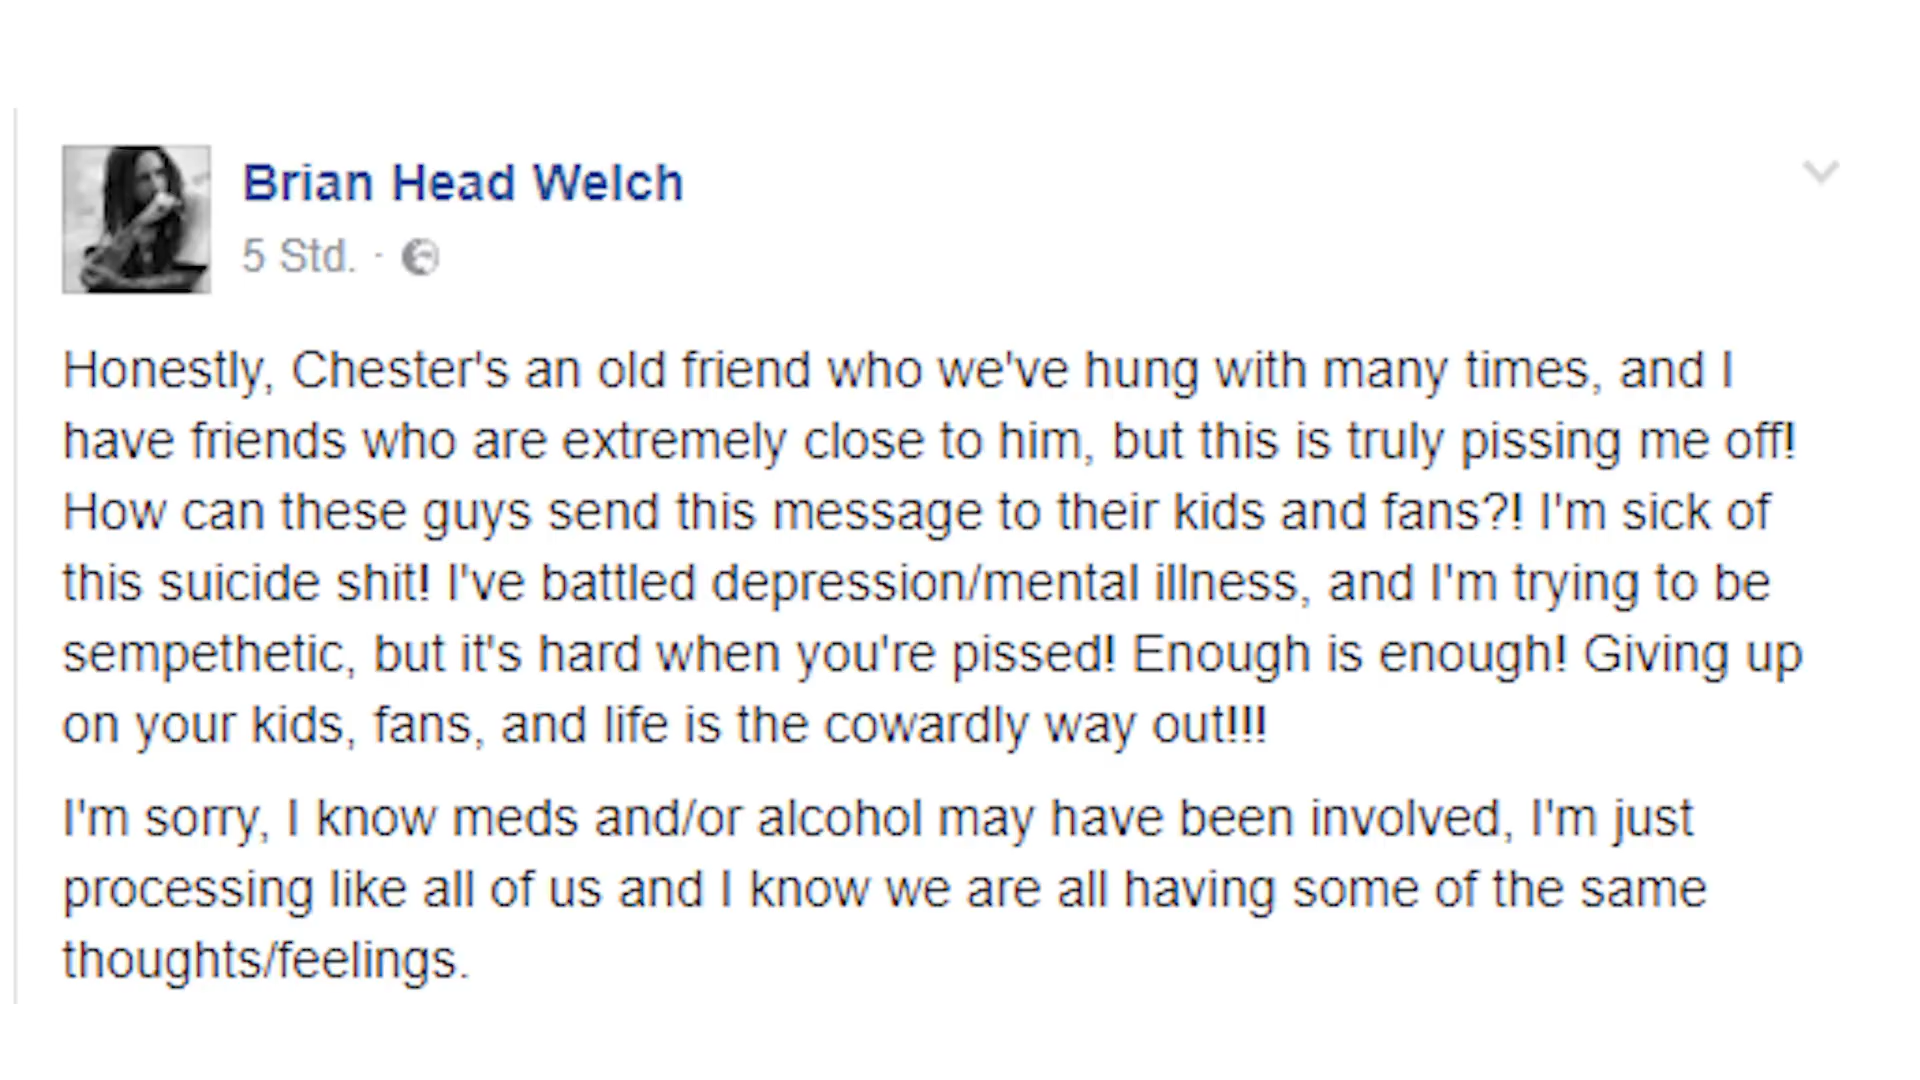 Brian Head Welch
5 Std. ·
Honestly, Chester's an old friend who we've hung with many times, and I
have friends who are extremely close to him, but this is truly pissing me off!
How can these guys send this message to their kids and fans?! I'm sick of
this suicide shit! I've battled depression/mental illness, and I'm trying to be
sempethetic, but it's hard when you're pissed! Enough is enough! Giving up
on your kids, fans, and life is the cowardly way out!!!
I'm sorry, I know meds and/or alcohol may have been involved, I'm just
processing like all of us and I know we are all having some of the same
thoughts/feelings.